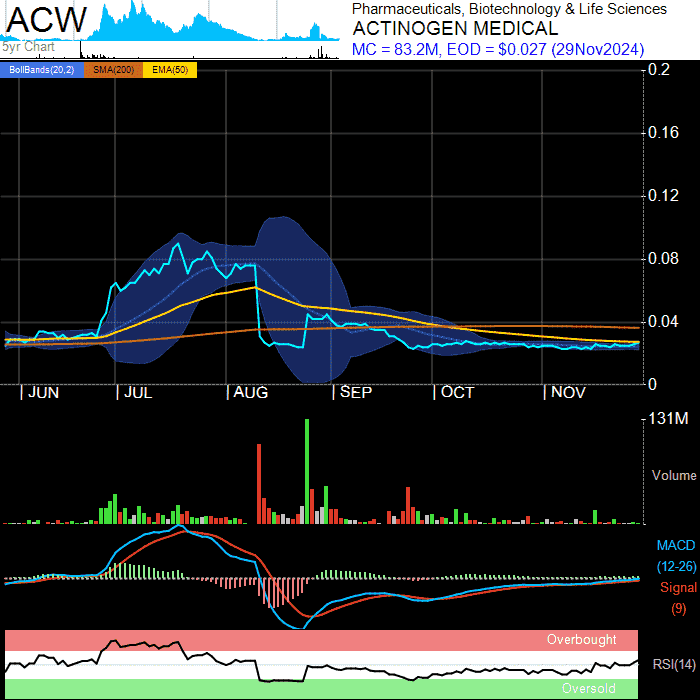 ACW
5yr Chart
Pharmaceuticals, Biotechnology & Life Sciences
ACTINOGEN MEDICAL
MC = 83.2M, EOD = $0.027 (29Nov2024)
BollBands(20,2) SMA(200) EMA(50)
0.2
0.16
0.12
0.08
0.04
0
JUN JUL AUG SEP OCT NOV
131M
Volume
MACD
(12-26)
Signal
(9)
Overbought
RSI(14)
Oversold